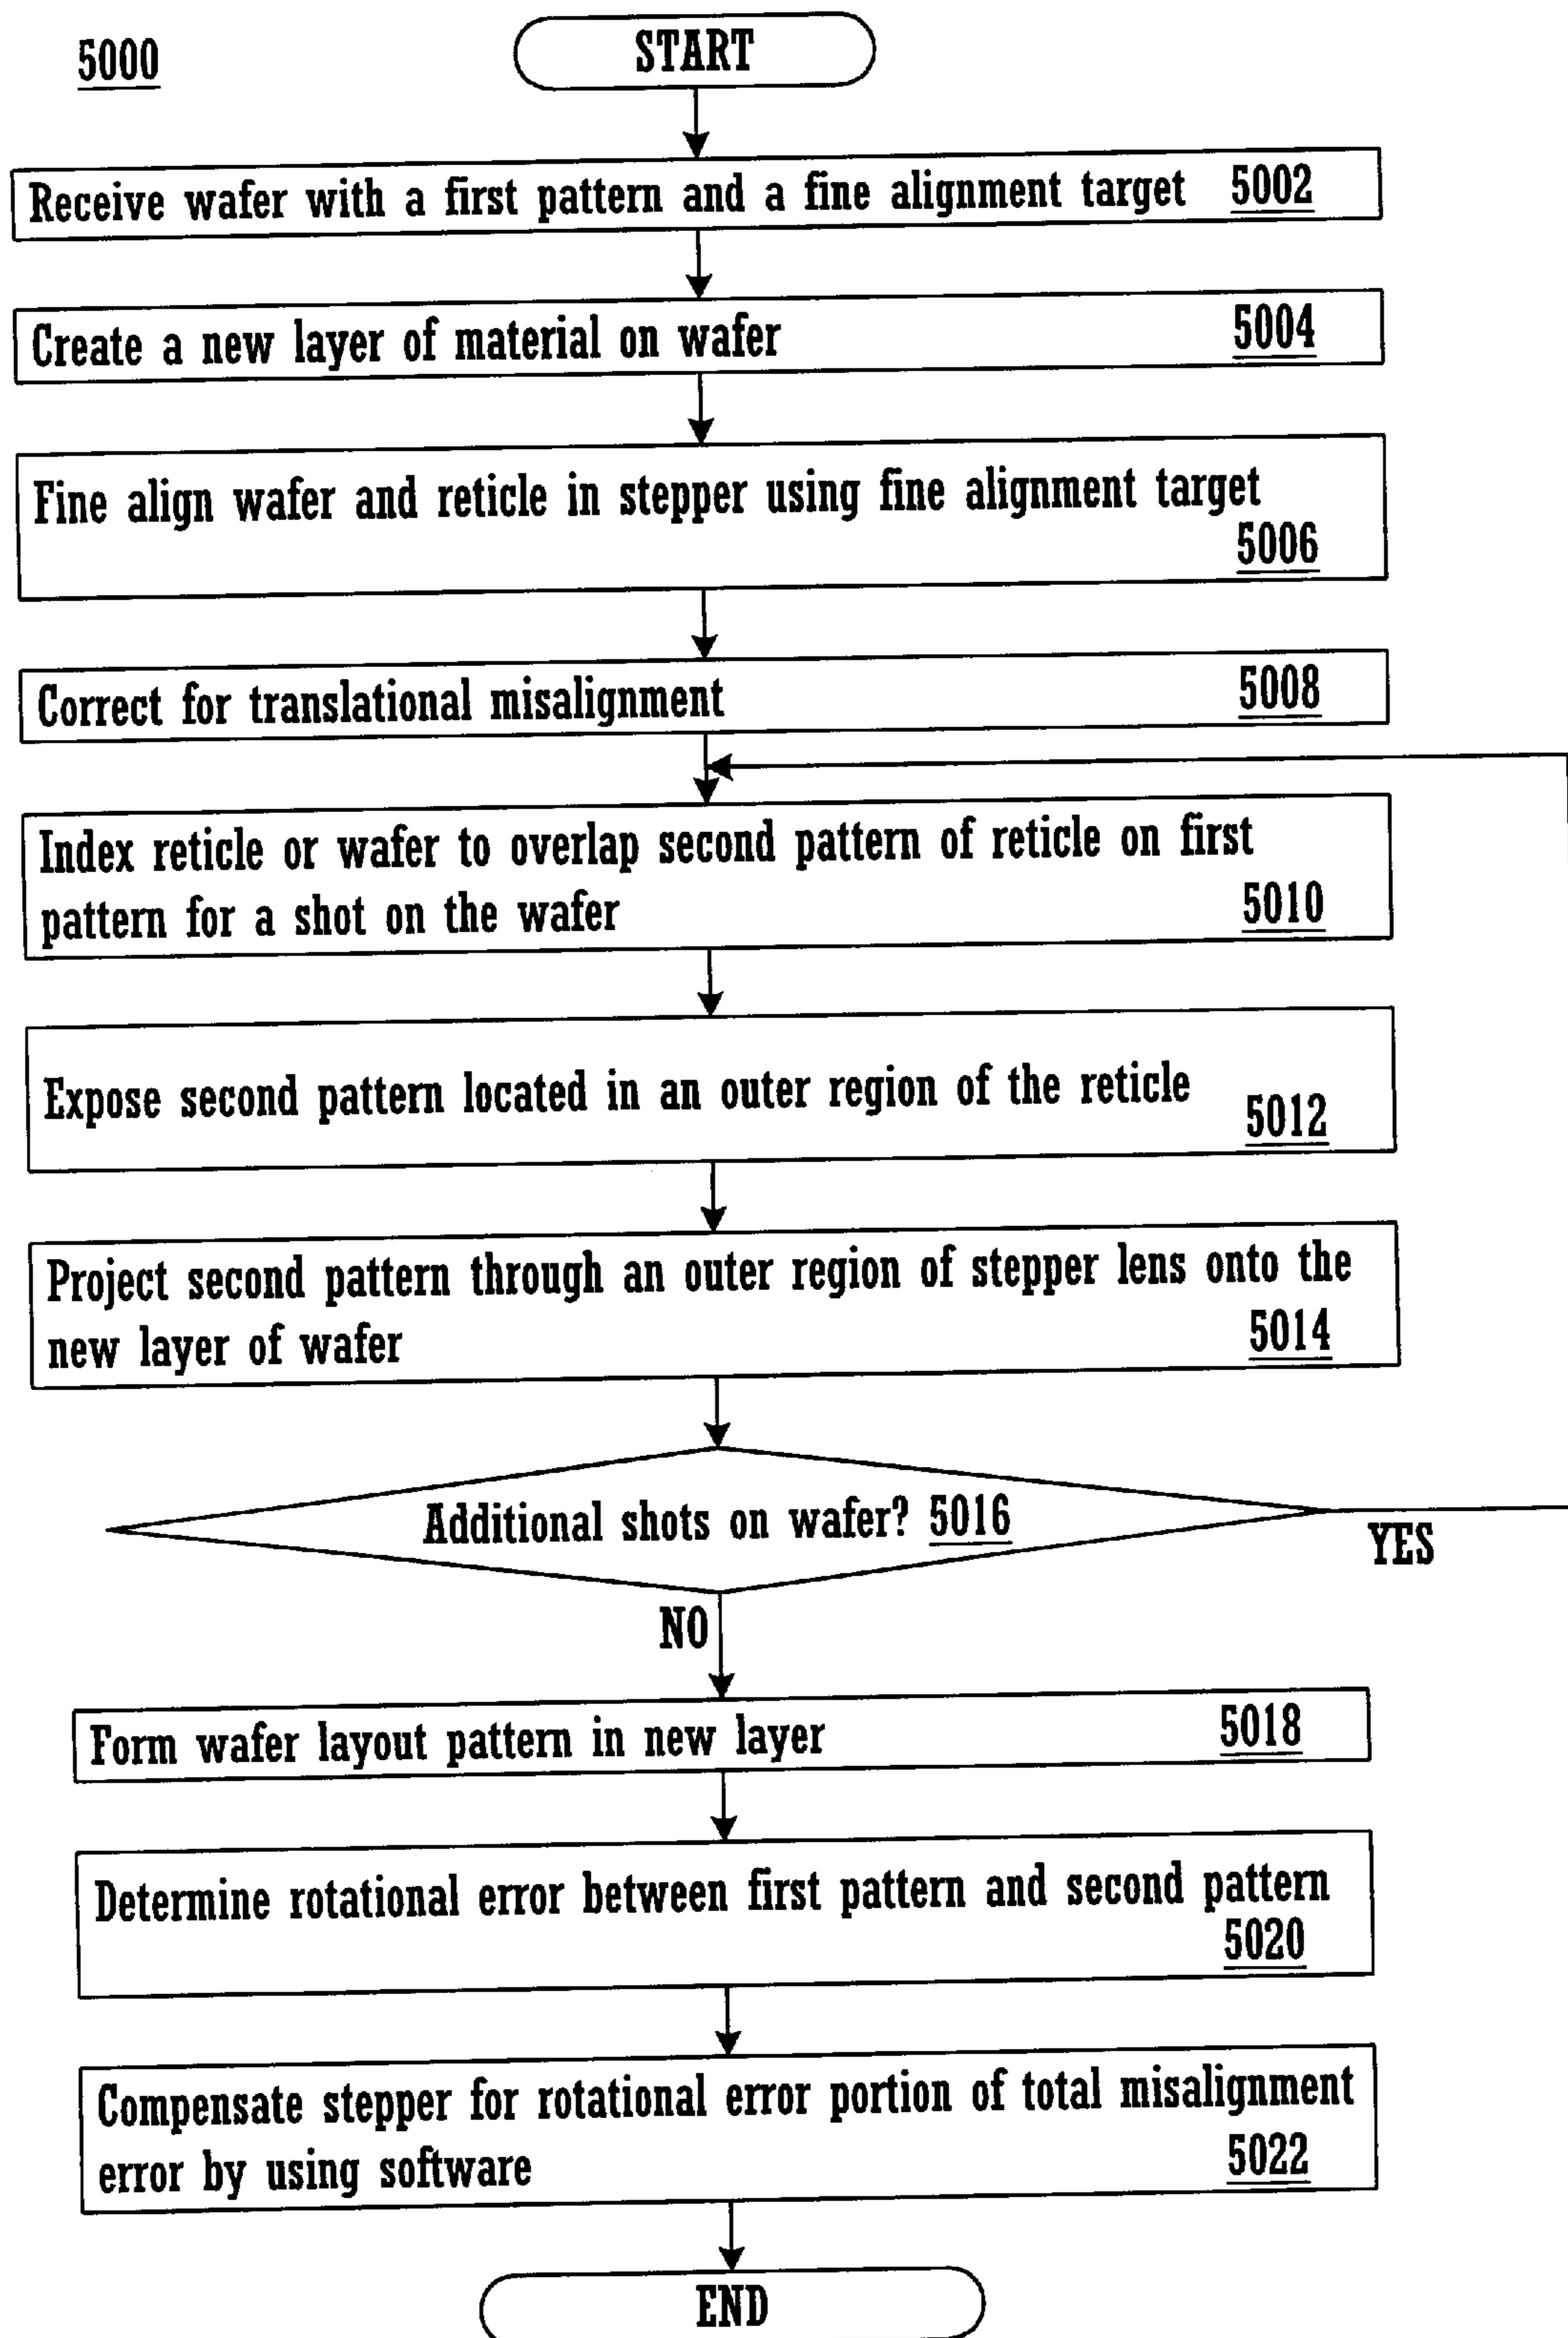 5000
START
Receive wafer with a first pattern and a fine alignment target 5002
Create a new layer of material on wafer 5004
Fine align wafer and reticle in stepper using fine alignment target
5006
Correct for translational misalignment 5008
Index reticle or wafer to overlap second pattern of reticle on first
pattern for a shot on the wafer 5010
Expose second pattern located in an outer region of the reticle
5012
Project second pattern through an outer region of stepper lens onto the
new layer of wafer 5014
Additional shots on wafer? 5016
YES
NO
Form wafer layout pattern in new layer 5018
Determine rotational error between first pattern and second pattern
5020
Compensate stepper for rotational error portion of total misalignment
error by using software 5022
END